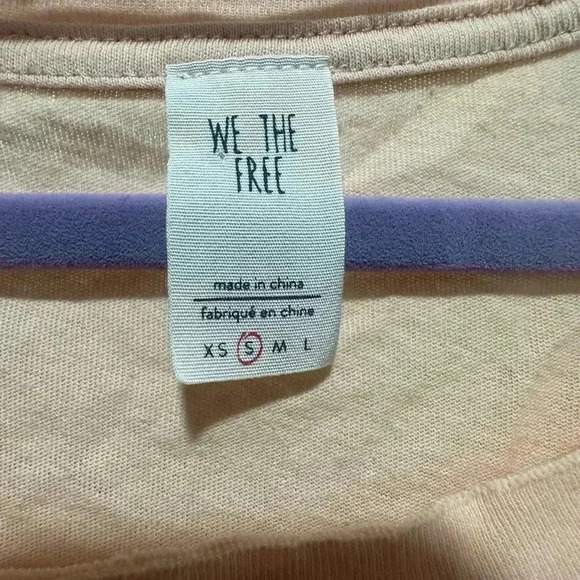 WE THE
FREE
made in china
fabriqué en chine
XS S M L